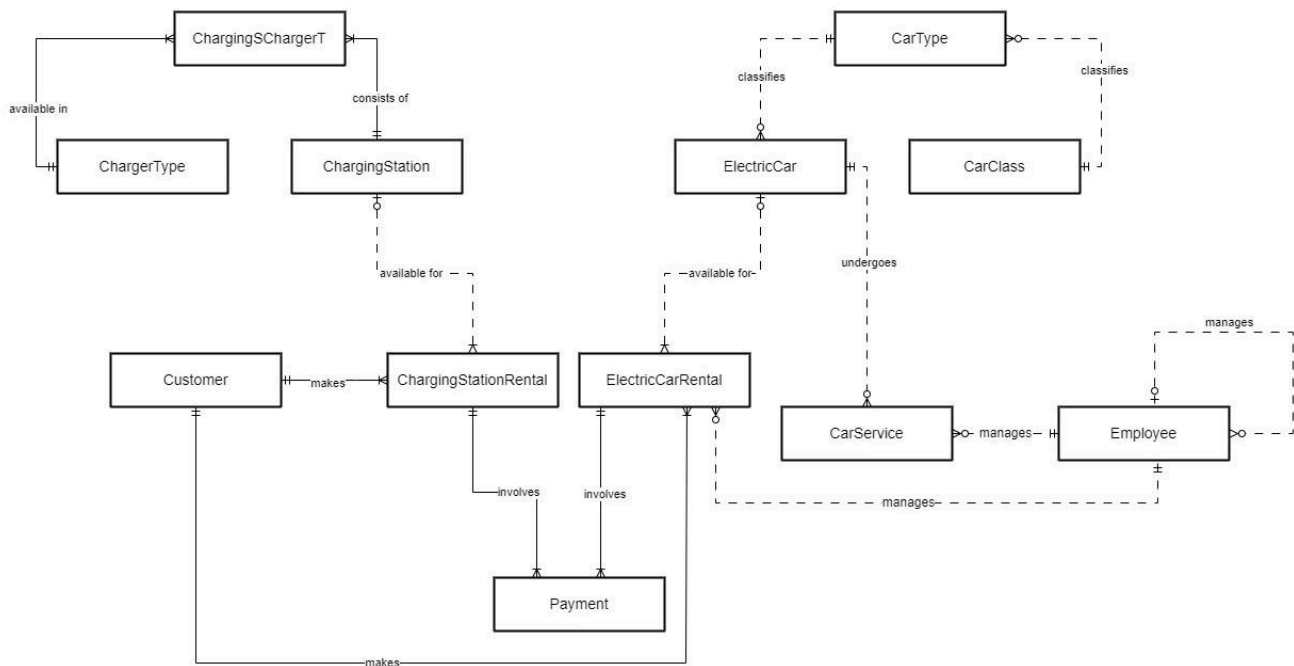 ChargingSChargerT
CarType
classifies
classifies
available in
consists of
ChargerType
ChargingStation
ElectricCar
CarClass
undergoes
available for
available for
manages
Customer
makes
ChargingStationRental
ElectricCarRental
CarService
manages
Employee
involves
involves
manages
Payment
makes